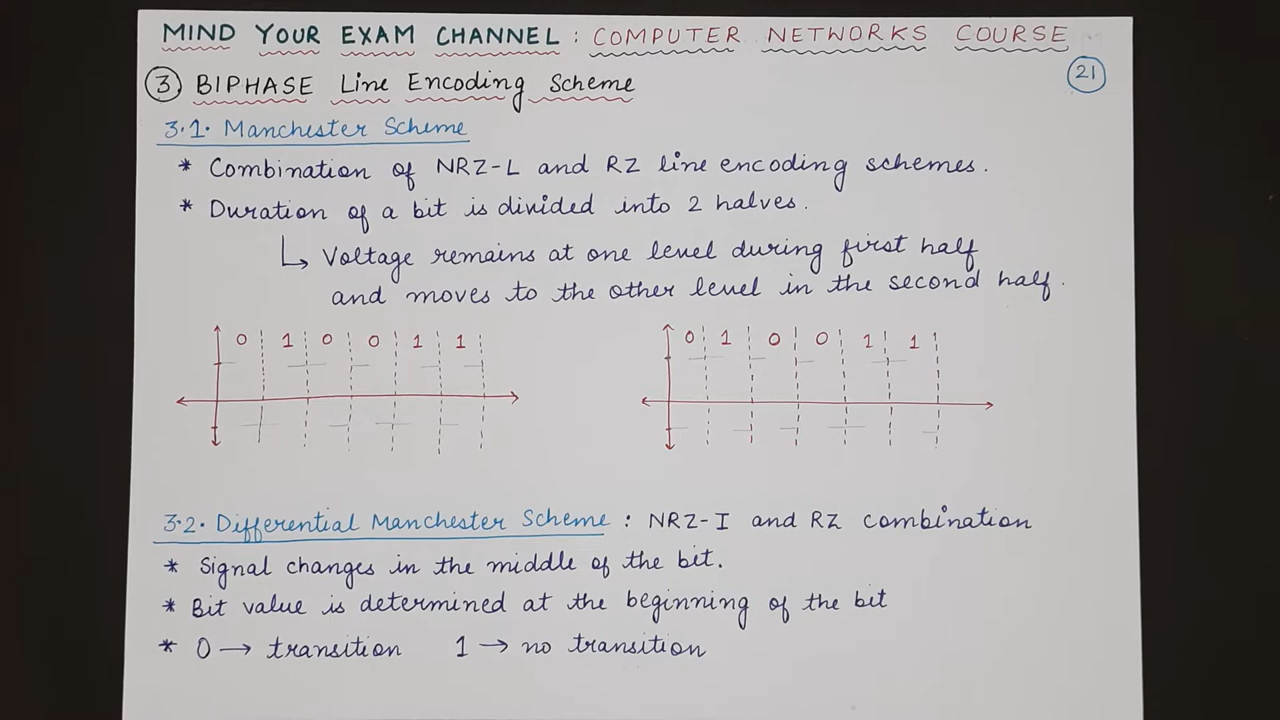 MIND YOUR EXAM CHANNEL : COMPUTER NETWORKS COURSE
21
3 BIPHASE Line Encoding Scheme
3.1. Manchester Scheme
* Combination of NRZ-L and RZ line encoding schemes.
* Duration of a bit is divided into 2 halves.
↳ Voltage remains at one level during first half
and moves to the other level in the second half.
0 1 0 0 1 1
0 1 0 0 1 1
3.2. Differential Manchester Scheme : NRZ-I and RZ combination
* Signal changes in the middle of the bit.
* Bit value is determined at the beginning of the bit
* 0 → transition 1 → no transition